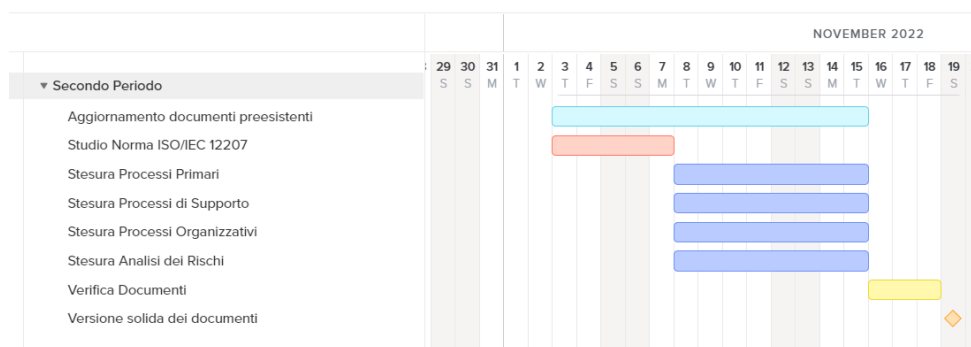 NOVEMBER 2022
29 30 31 1 2 3 4 5 6 7 8 9 10 11 12 13 14 15 16 17 18 19
S S M T W T F S S M T W T F S S M T W T F S
Secondo Periodo
Aggiornamento documenti preesistenti
Studio Norma ISO/IEC 12207
Stesura Processi Primari
Stesura Processi di Supporto
Stesura Processi Organizzativi
Stesura Analisi dei Rischi
Verifica Documenti
Versione solida dei documenti